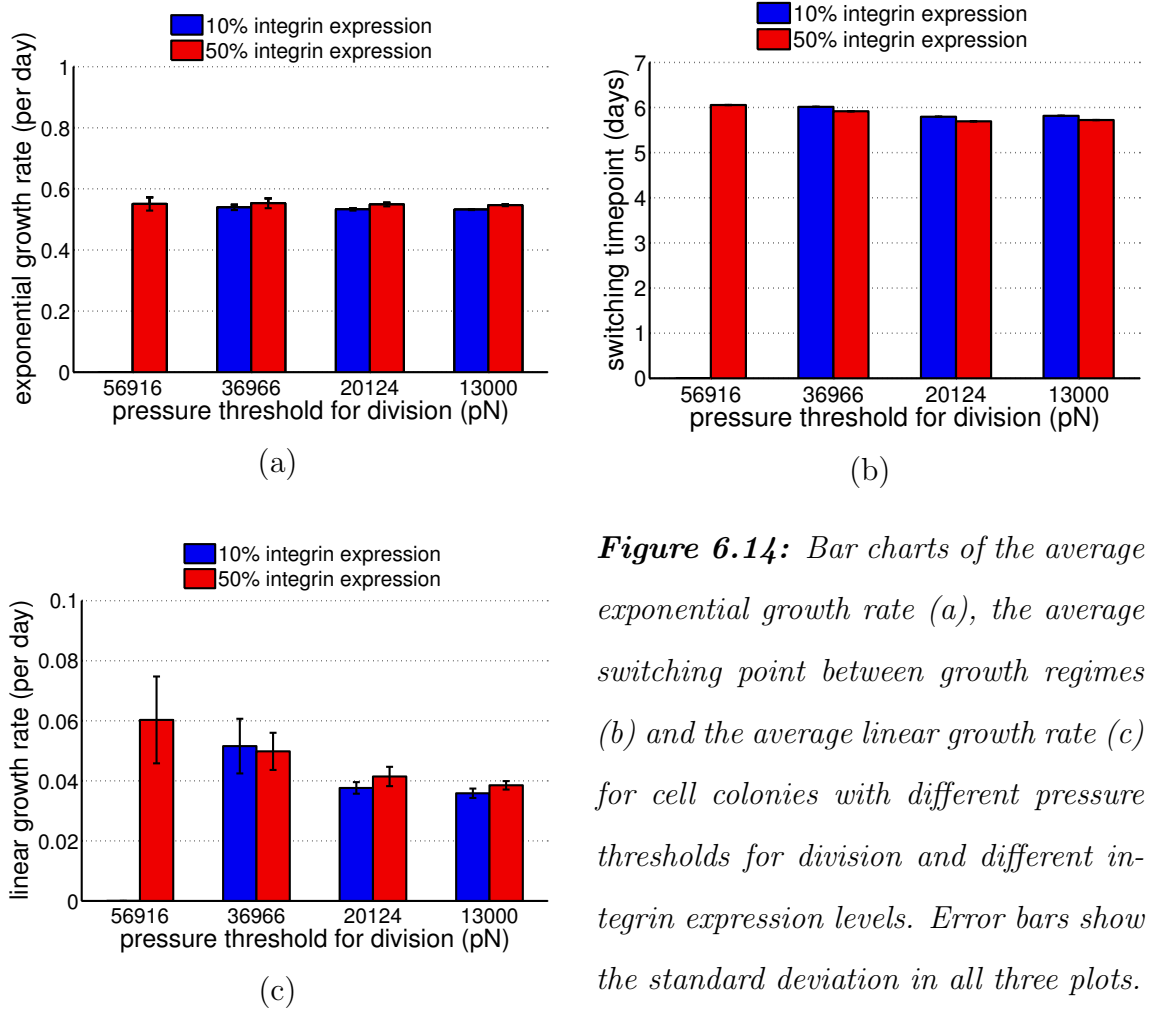 10% integrin expression
50% integrin expression
exponential growth rate (per day)
1
0.8
0.6
0.4
0.2
0
56916 36966 20124 13000
pressure threshold for division (pN)
(a)
10% integrin expression
50% integrin expression
switching timepoint (days)
7
6
5
4
3
2
1
0
56916 36966 20124 13000
pressure threshold for division (pN)
(b)
10% integrin expression
50% integrin expression
linear growth rate (per day)
0.1
0.08
0.06
0.04
0.02
0
56916 36966 20124 13000
pressure threshold for division (pN)
(c)
Figure 6.14: Bar charts of the average
exponential growth rate (a), the average
switching point between growth regimes
(b) and the average linear growth rate (c)
for cell colonies with different pressure
thresholds for division and different in-
tegrin expression levels. Error bars show
the standard deviation in all three plots.